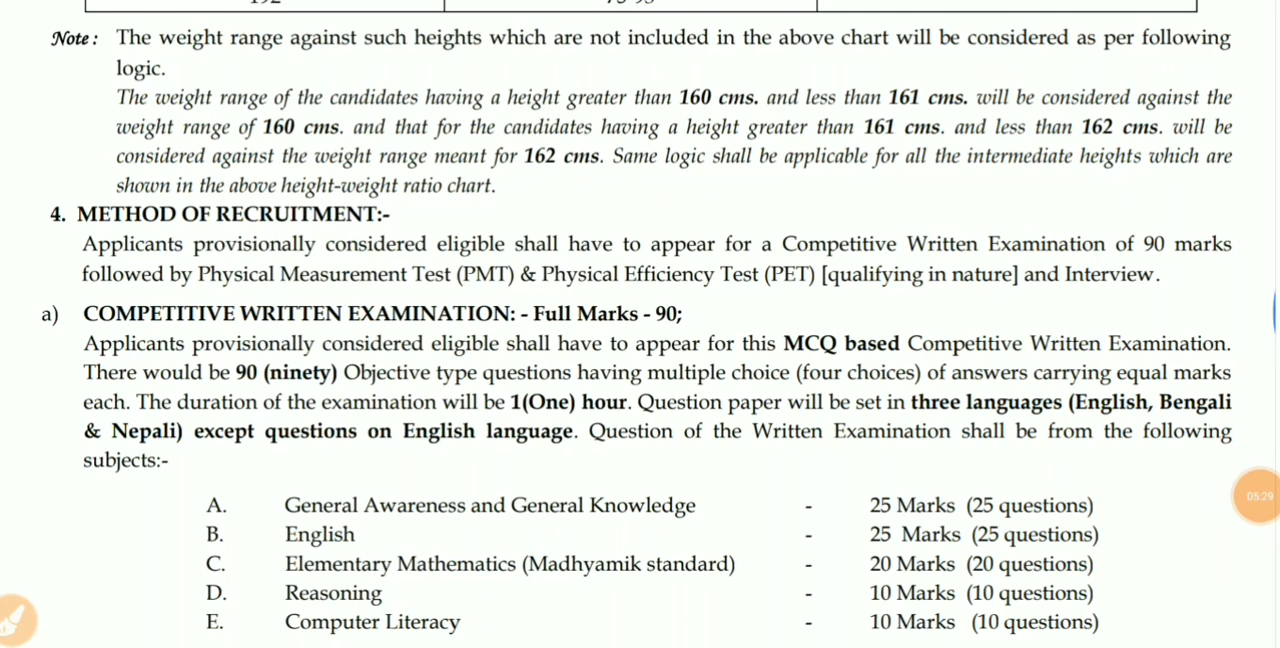 Note : The weight range against such heights which are not included in the above chart will be considered as per following
logic.
The weight range of the candidates having a height greater than 160 cms. and less than 161 cms. will be considered against the
weight range of 160 cms. and that for the candidates having a height greater than 161 cms. and less than 162 cms. will be
considered against the weight range meant for 162 cms. Same logic shall be applicable for all the intermediate heights which are
shown in the above height-weight ratio chart.
4. METHOD OF RECRUITMENT:-
Applicants provisionally considered eligible shall have to appear for a Competitive Written Examination of 90 marks
followed by Physical Measurement Test (PMT) & Physical Efficiency Test (PET) [qualifying in nature] and Interview.
a) COMPETITIVE WRITTEN EXAMINATION: - Full Marks - 90;
Applicants provisionally considered eligible shall have to appear for this MCQ based Competitive Written Examination.
There would be 90 (ninety) Objective type questions having multiple choice (four choices) of answers carrying equal marks
each. The duration of the examination will be 1(One) hour. Question paper will be set in three languages (English, Bengali
& Nepali) except questions on English language. Question of the Written Examination shall be from the following
subjects:-
A. General Awareness and General Knowledge - 25 Marks (25 questions)
B. English - 25 Marks (25 questions)
C. Elementary Mathematics (Madhyamik standard) - 20 Marks (20 questions)
D. Reasoning - 10 Marks (10 questions)
E. Computer Literacy - 10 Marks (10 questions)
05:29